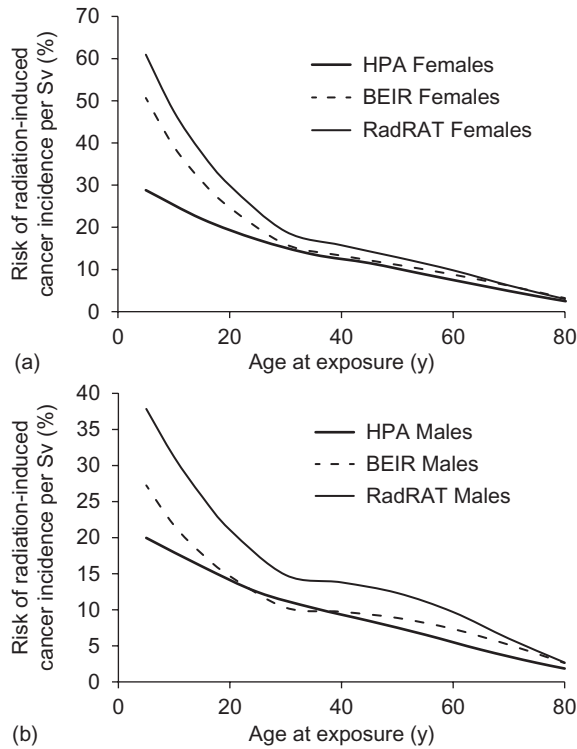 (a)
Risk of radiation-induced
cancer incidence per Sv (%)
70
60
50
40
30
20
10
0
HPA Females
BEIR Females
RadRAT Females
0 20 40 60 80
Age at exposure (y)
(b)
Risk of radiation-induced
cancer incidence per Sv (%)
40
35
30
25
20
15
10
5
0
HPA Males
BEIR Males
RadRAT Males
0 20 40 60 80
Age at exposure (y)